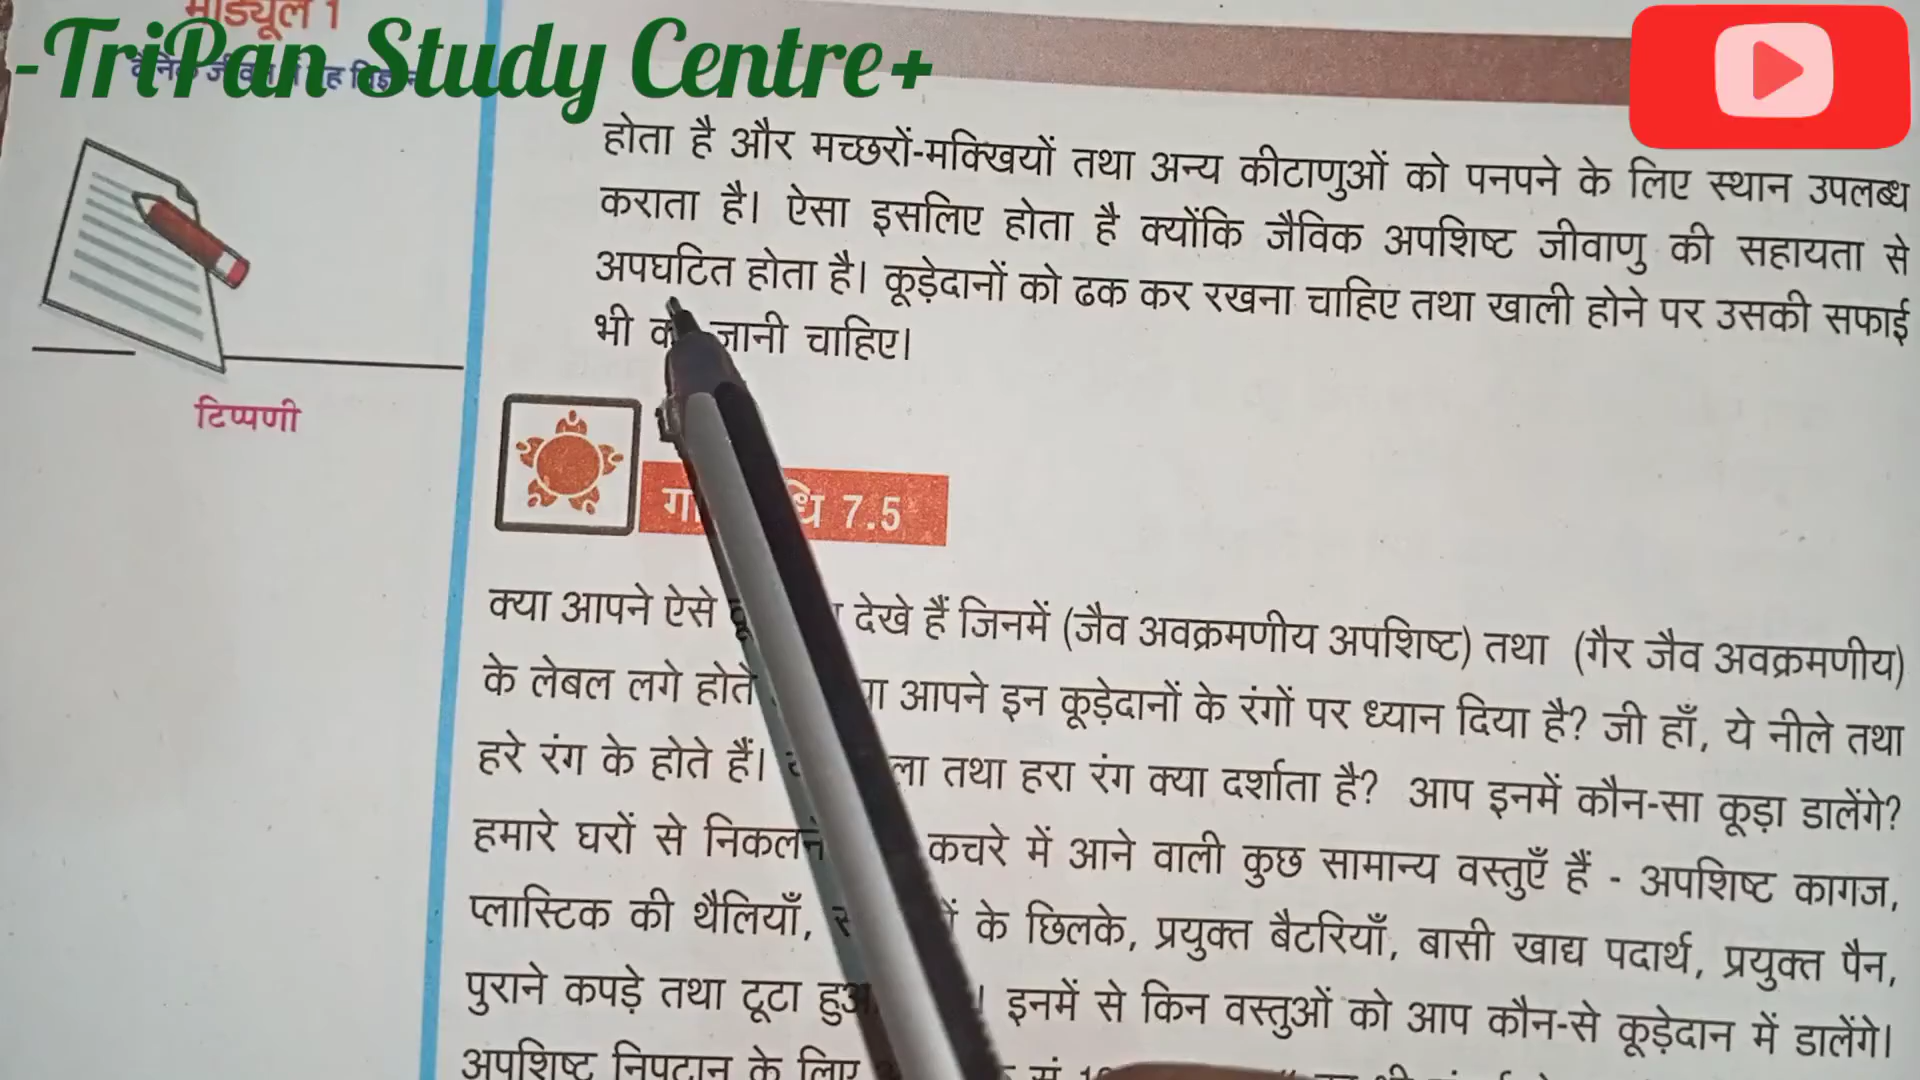 मॉड्यूल 1
-TriPan Study Centre+
होता है और मच्छरों-मक्खियों तथा अन्य कीटाणुओं को पनपने के लिए स्थान उपलब्ध
कराता है। ऐसा इसलिए होता है क्योंकि जैविक अपशिष्ट जीवाणु की सहायता से
अपघटित होता है। कूड़ेदानों को ढक कर रखना चाहिए तथा खाली होने पर उसकी सफाई
भी जानी चाहिए।
टिप्पणी
7.5
क्या आपने ऐसे देखे हैं जिनमें (जैव अवक्रमणीय अपशिष्ट) तथा (गैर जैव अवक्रमणीय)
के लेबल लगे होते आपने इन कूड़ेदानों के रंगों पर ध्यान दिया है? जी हाँ, ये नीले तथा
हरे रंग के होते हैं। तथा हरा रंग क्या दर्शाता है? आप इनमें कौन-सा कूड़ा डालेंगे?
हमारे घरों से कचरे में आने वाली कुछ सामान्य वस्तुएँ हैं - अपशिष्ट कागज,
प्लास्टिक की थैलियाँ, के छिलके, प्रयुक्त बैटरियाँ, बासी खाद्य पदार्थ, प्रयुक्त पैन,
पुराने कपड़े तथा टूटा हुआ । इनमें से किन वस्तुओं को आप कौन-से कूड़ेदान में डालेंगे।
अपशिष्ट निपटान के लिए